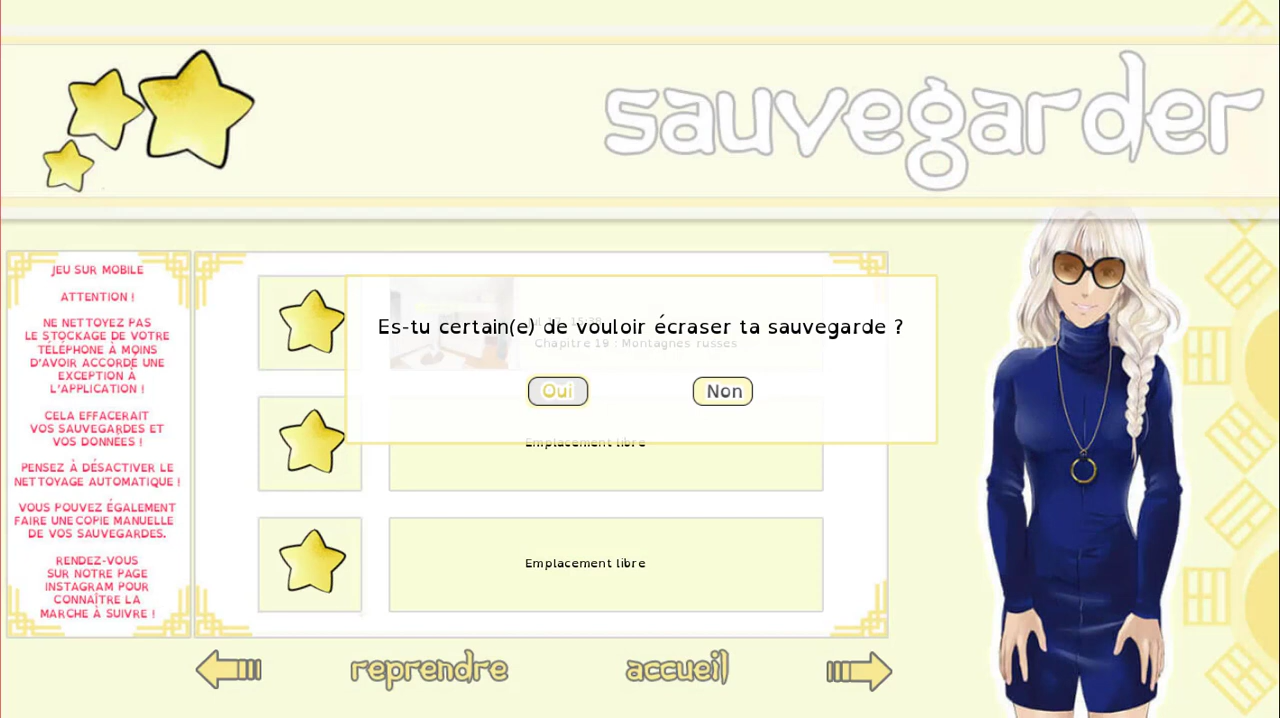 sauvegarder
JEU SUR MOBILE
ATTENTION !
NE NETTOYEZ PAS
LE STOCKAGE DE VOTRE
TÉLÉPHONE À MOINS
D'AVOIR ACCORDÉ UNE
EXCEPTION À
L'APPLICATION !
CELA EFFACERAIT
VOS SAUVEGARDES ET
VOS DONNÉES !
PENSEZ À DÉSACTIVER LE
NETTOYAGE AUTOMATIQUE !
VOUS POUVEZ ÉGALEMENT
FAIRE UNE COPIE MANUELLE
DE VOS SAUVEGARDES.
RENDEZ-VOUS
SUR NOTRE PAGE
INSTAGRAM POUR
CONNAÎTRE LA
MARCHE À SUIVRE !
Es-tu certain(e) de vouloir écraser ta sauvegarde ?
Chapitre 19 : Montagnes russes
Oui
Non
Emplacement libre
Emplacement libre
reprendre
accueil